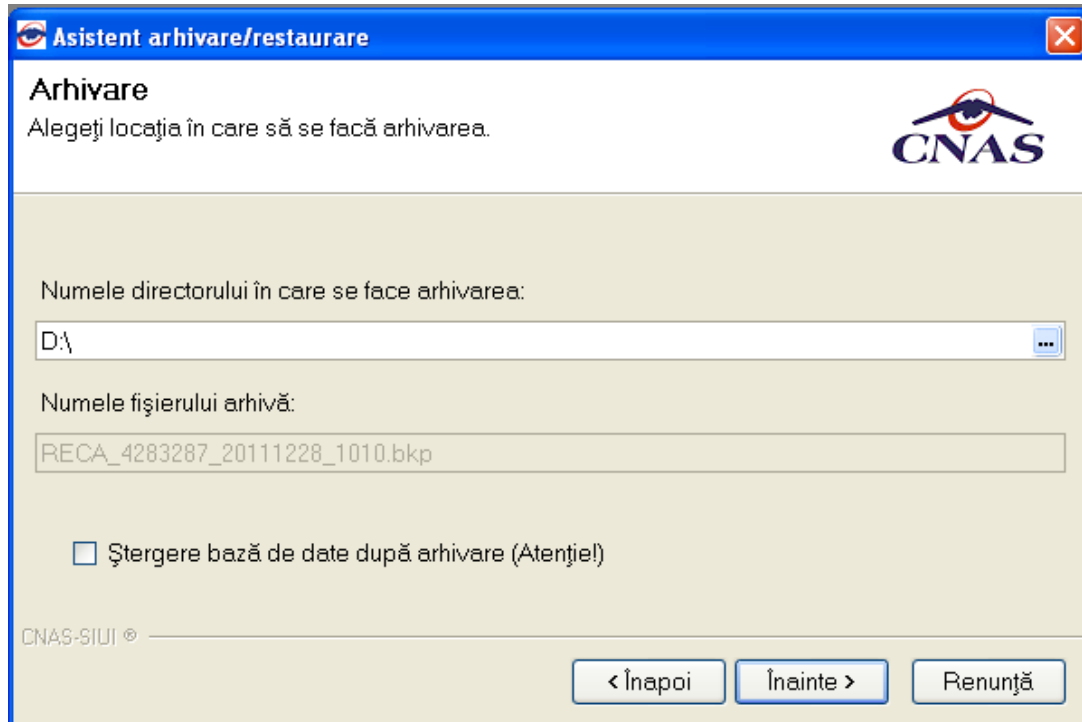 Asistent arhivare/restaurare
Arhivare
Alegeţi locaţia în care să se facă arhivarea.
CNAS
Numele directorului în care se face arhivarea:
D:\
...
Numele fişierului arhivă:
RECA_4283287_20111228_1010.bkp
Ştergere bază de date după arhivare (Atenţie!)
CNAS-SIUI ®
< Înapoi
Înainte >
Renunţă